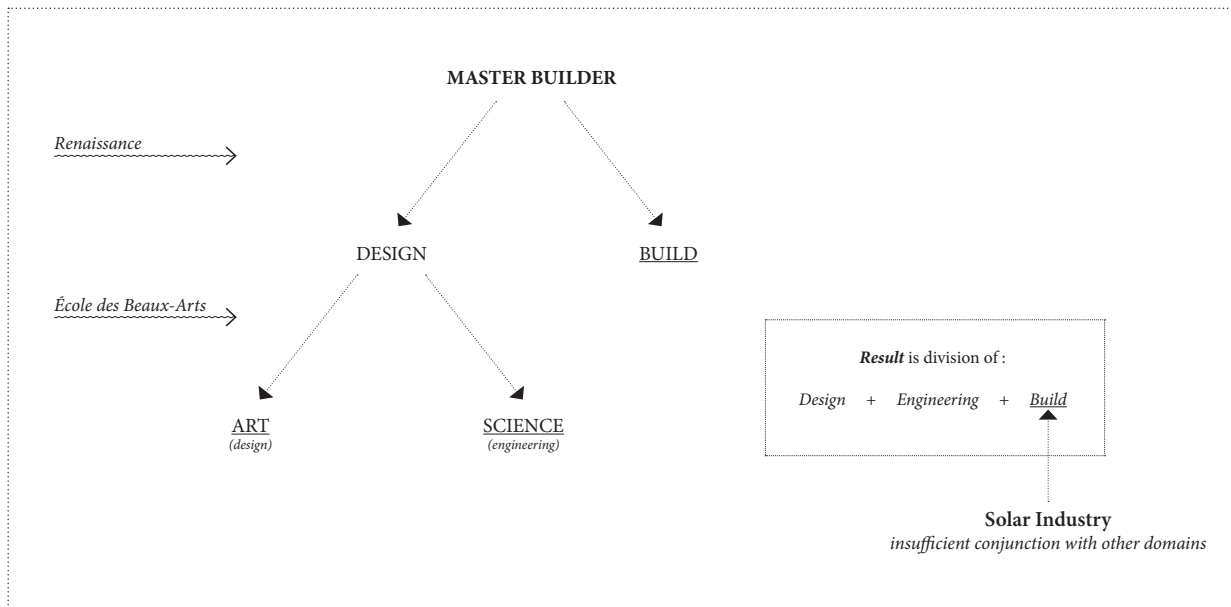 MASTER BUILDER
Renaissance
DESIGN
BUILD
École des Beaux-Arts
ART
(design)
SCIENCE
(engineering)
Result is division of :
Design + Engineering + Build
Solar Industry
insufficient conjunction with other domains